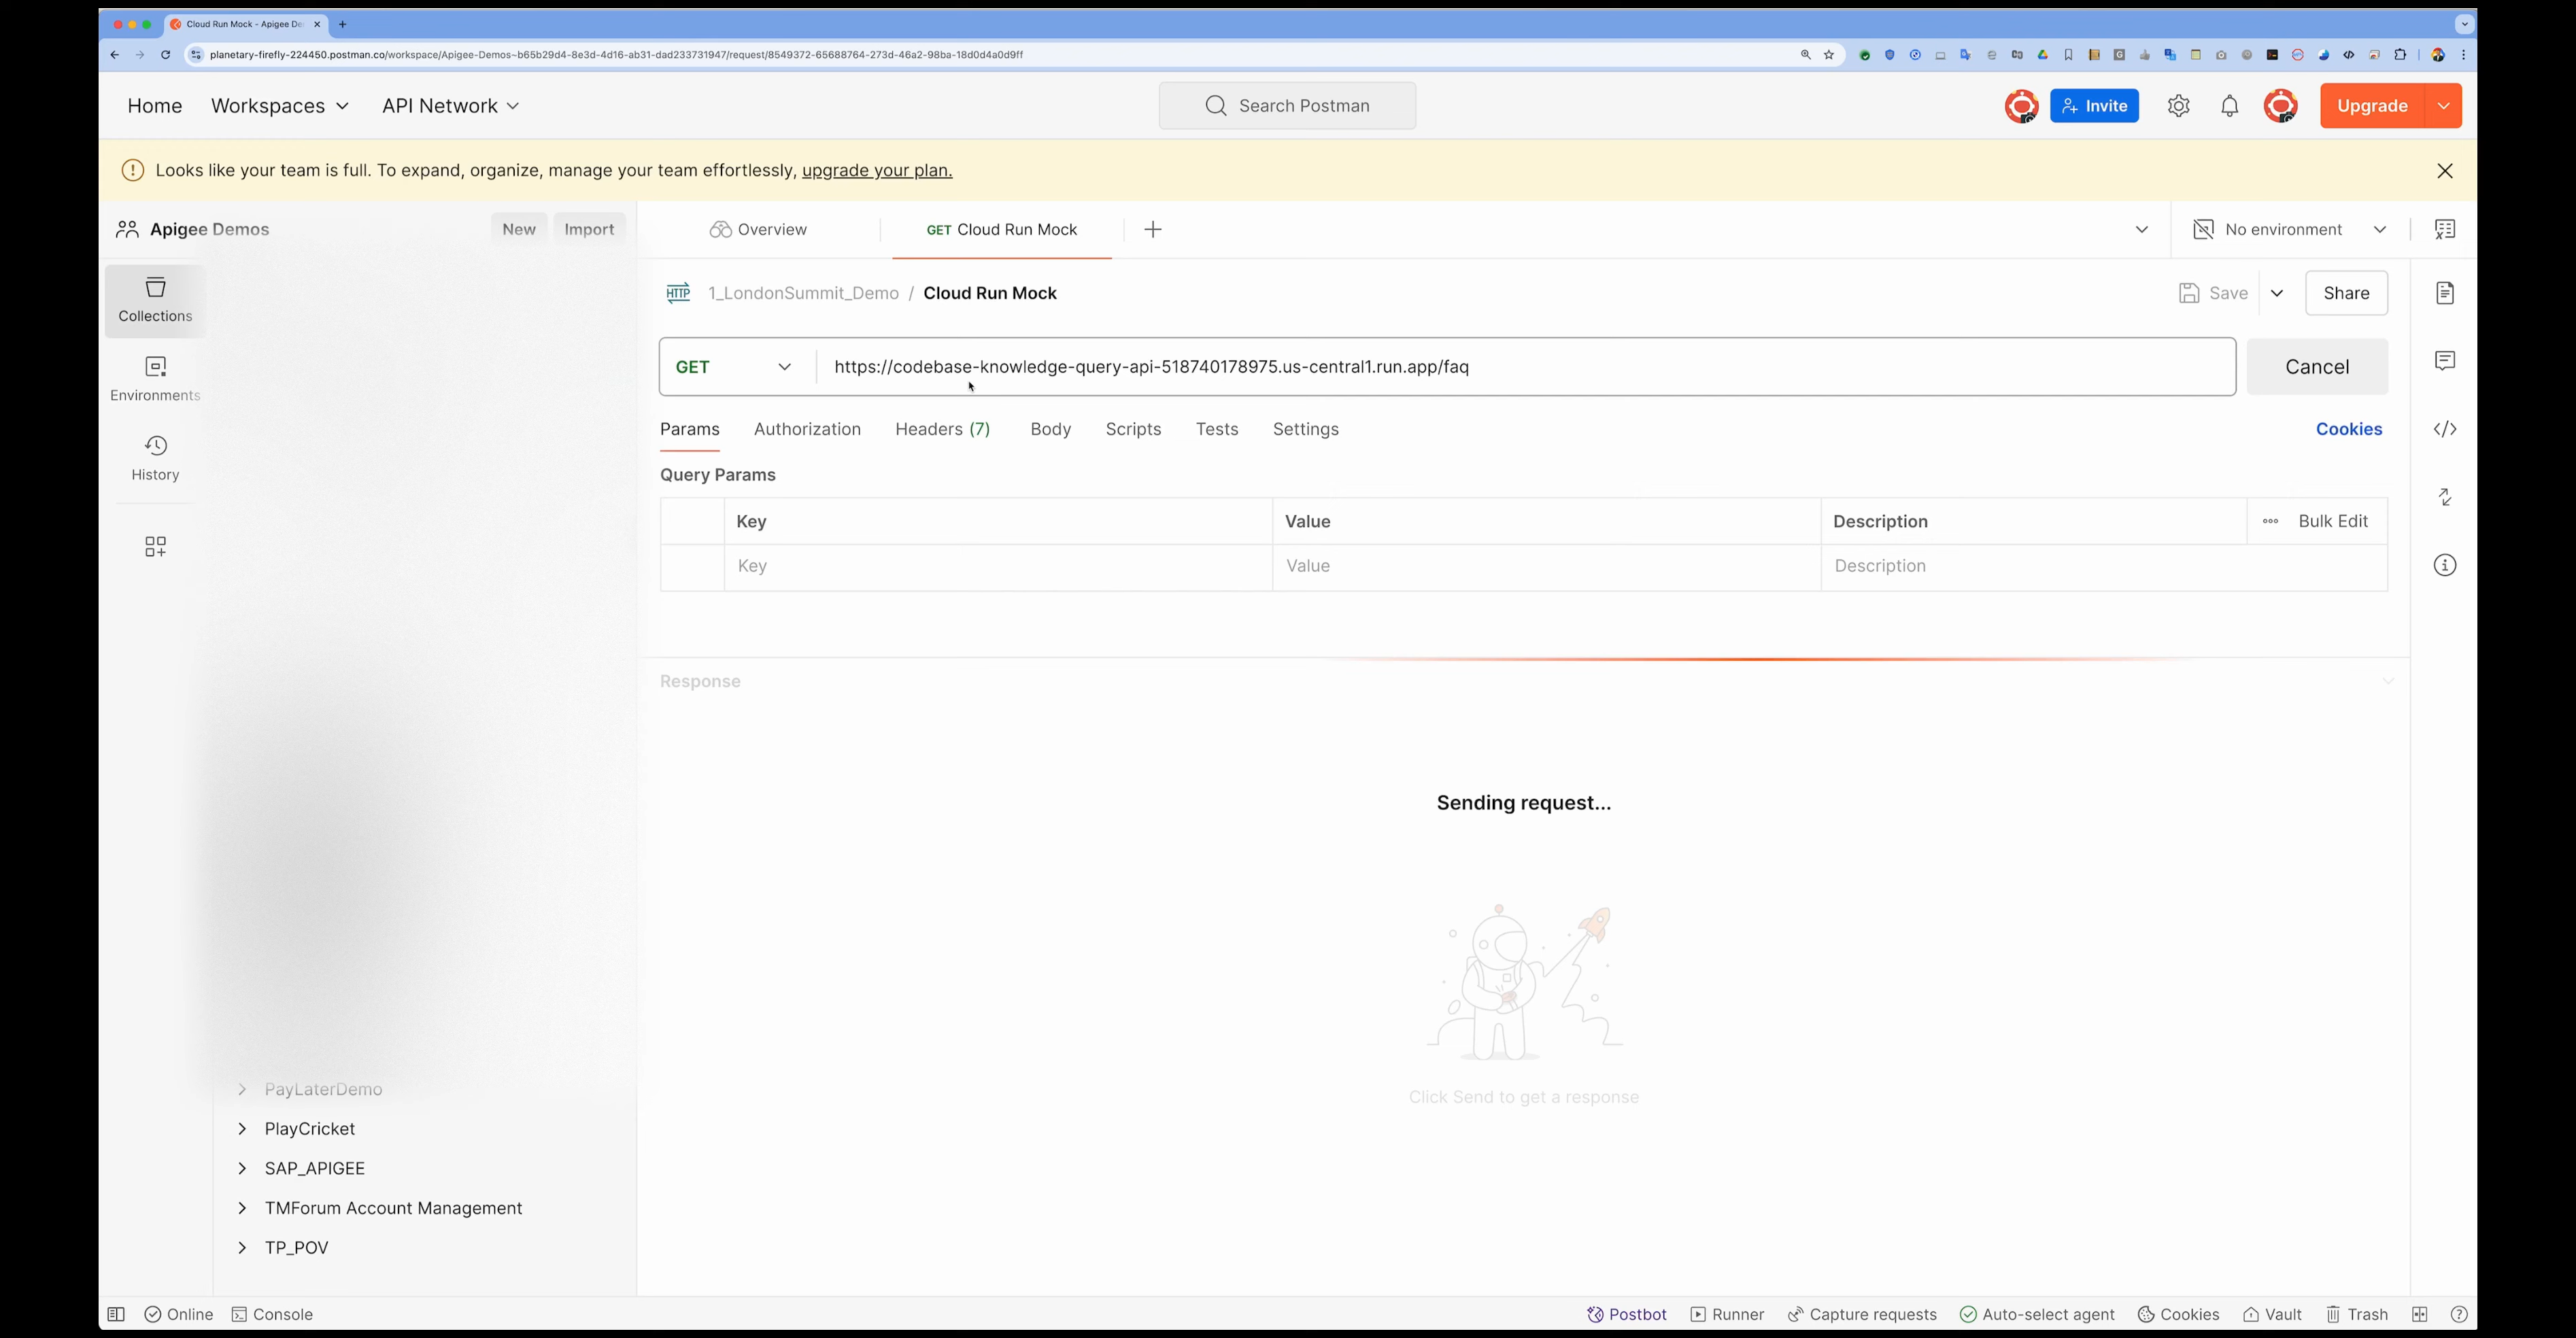 Cloud Run Mock - Apigee De
planetary-firefly-224450.postman.co/workspace/Apigee-Demos~b65b29d4-8e3d-4d16-ab31-dad233731947/request/8549372-65688764-273d-46a2-98ba-18d0d4a0d9ff
Home Workspaces API Network Search Postman Invite Upgrade
Looks like your team is full. To expand, organize, manage your team effortlessly, upgrade your plan.
Apigee Demos New Import Overview GET Cloud Run Mock No environment
HTTP 1_LondonSummit_Demo / Cloud Run Mock Save Share
Collections
GET https://codebase-knowledge-query-api-518740178975.us-central1.run.app/faq Cancel
Environments
Params Authorization Headers (7) Body Scripts Tests Settings Cookies
History
Query Params
Key Value Description Bulk Edit
Key Value Description
Response
Sending request...
Click Send to get a response
PayLaterDemo
PlayCricket
SAP_APIGEE
TMForum Account Management
TP_POV
Online Console Postbot Runner Capture requests Auto-select agent Cookies Vault Trash